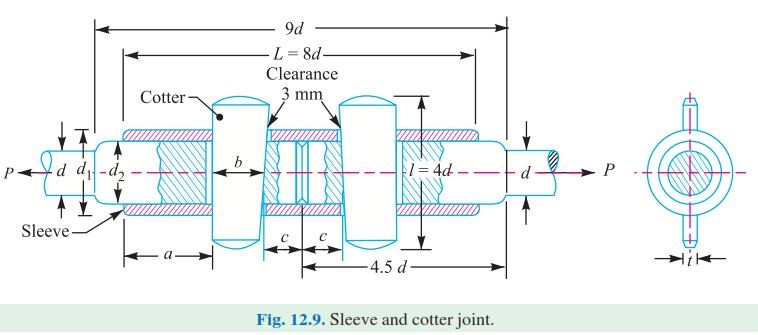 9d
L = 8d
Clearance
3 mm
Cotter
P
d
d1
d2
b
l = 4d
d
P
Sleeve
a
c
c
4.5 d
t
Fig. 12.9. Sleeve and cotter joint.